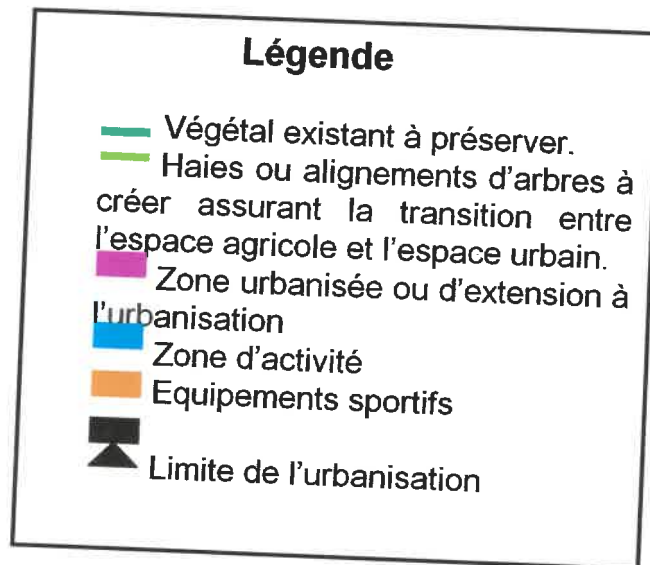 Légende
Végétal existant à préserver.
Haies ou alignements d'arbres à
créer assurant la transition entre
l'espace agricole et l'espace urbain.
Zone urbanisée ou d'extension à
l'urbanisation
Zone d'activité
Equipements sportifs
Limite de l'urbanisation